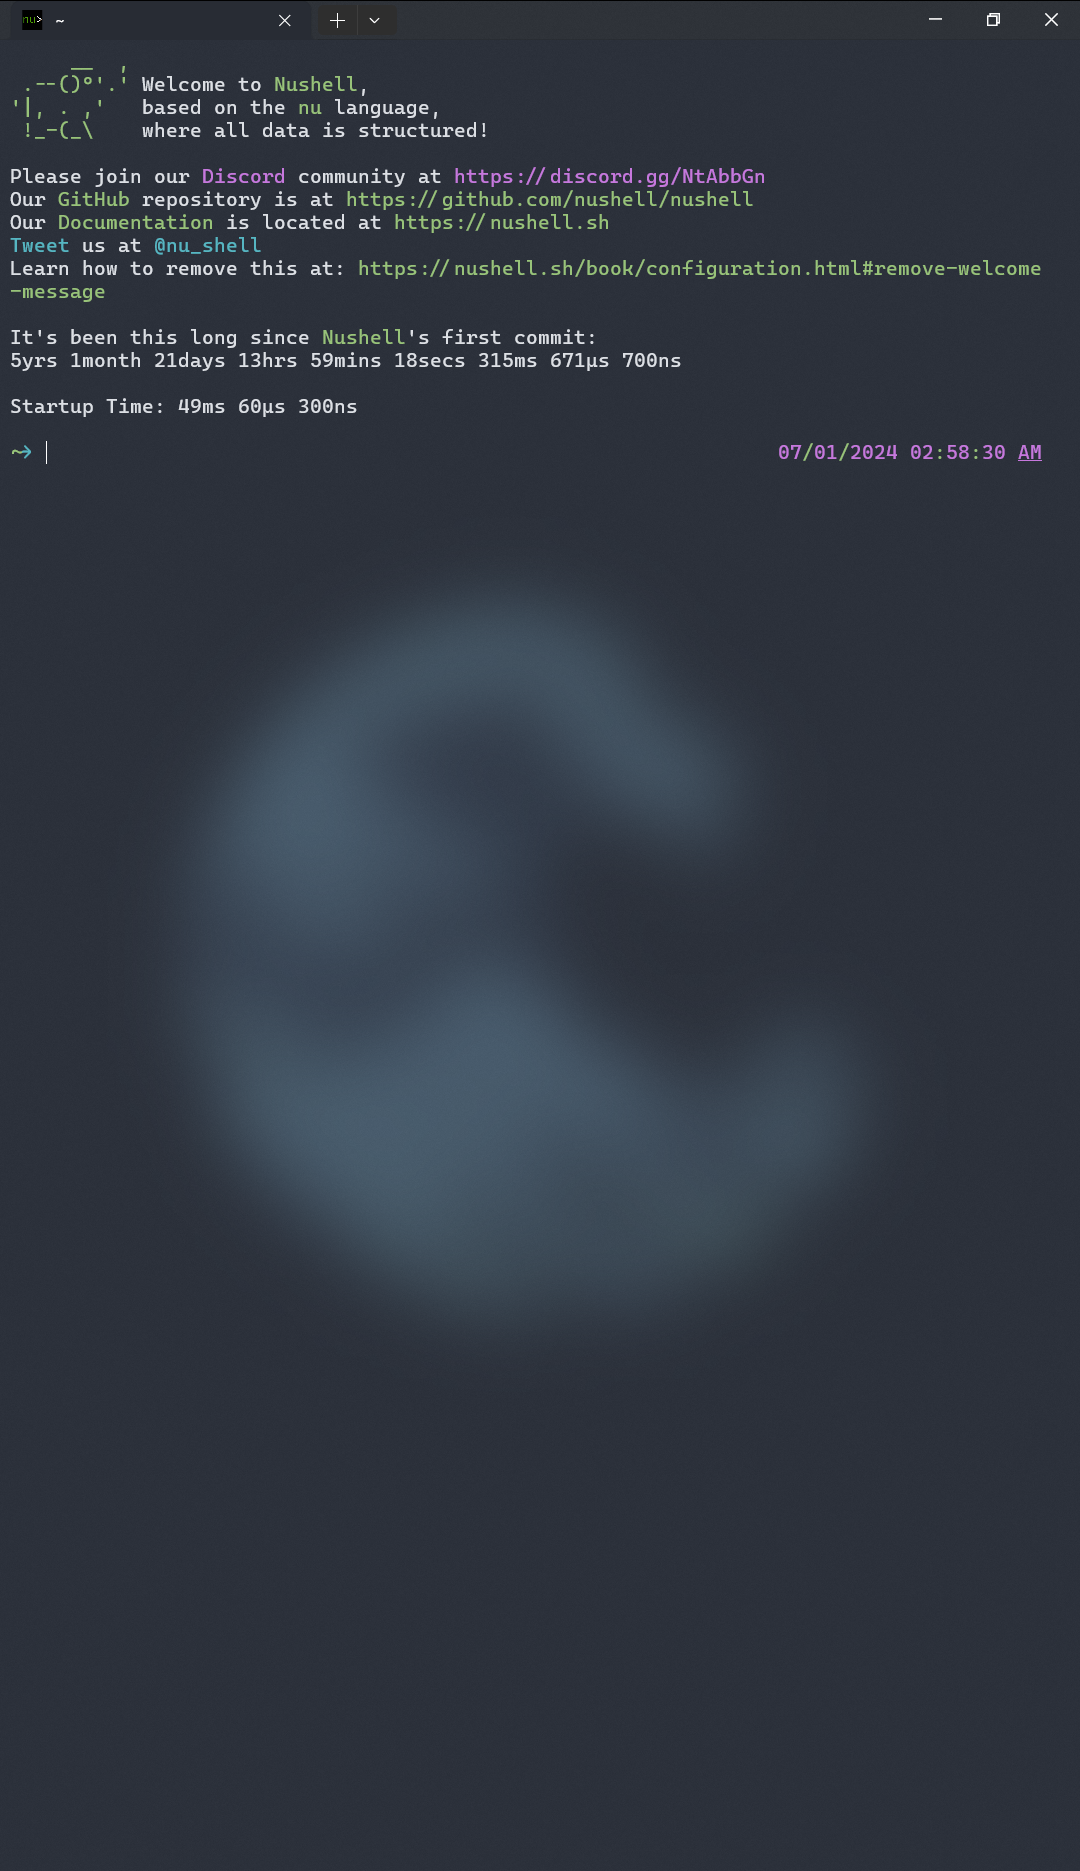 nu> ~
     __  ,
 .--()°'.' Welcome to Nushell,
'|, . ,'   based on the nu language,
 !_-(_\    where all data is structured!
Please join our Discord community at https://discord.gg/NtAbbGn
Our GitHub repository is at https://github.com/nushell/nushell
Our Documentation is located at https://nushell.sh
Tweet us at @nu_shell
Learn how to remove this at: https://nushell.sh/book/configuration.html#remove-welcome
-message
It's been this long since Nushell's first commit:
5yrs 1month 21days 13hrs 59mins 18secs 315ms 671µs 700ns
Startup Time: 49ms 60µs 300ns
~> 07/01/2024 02:58:30 AM